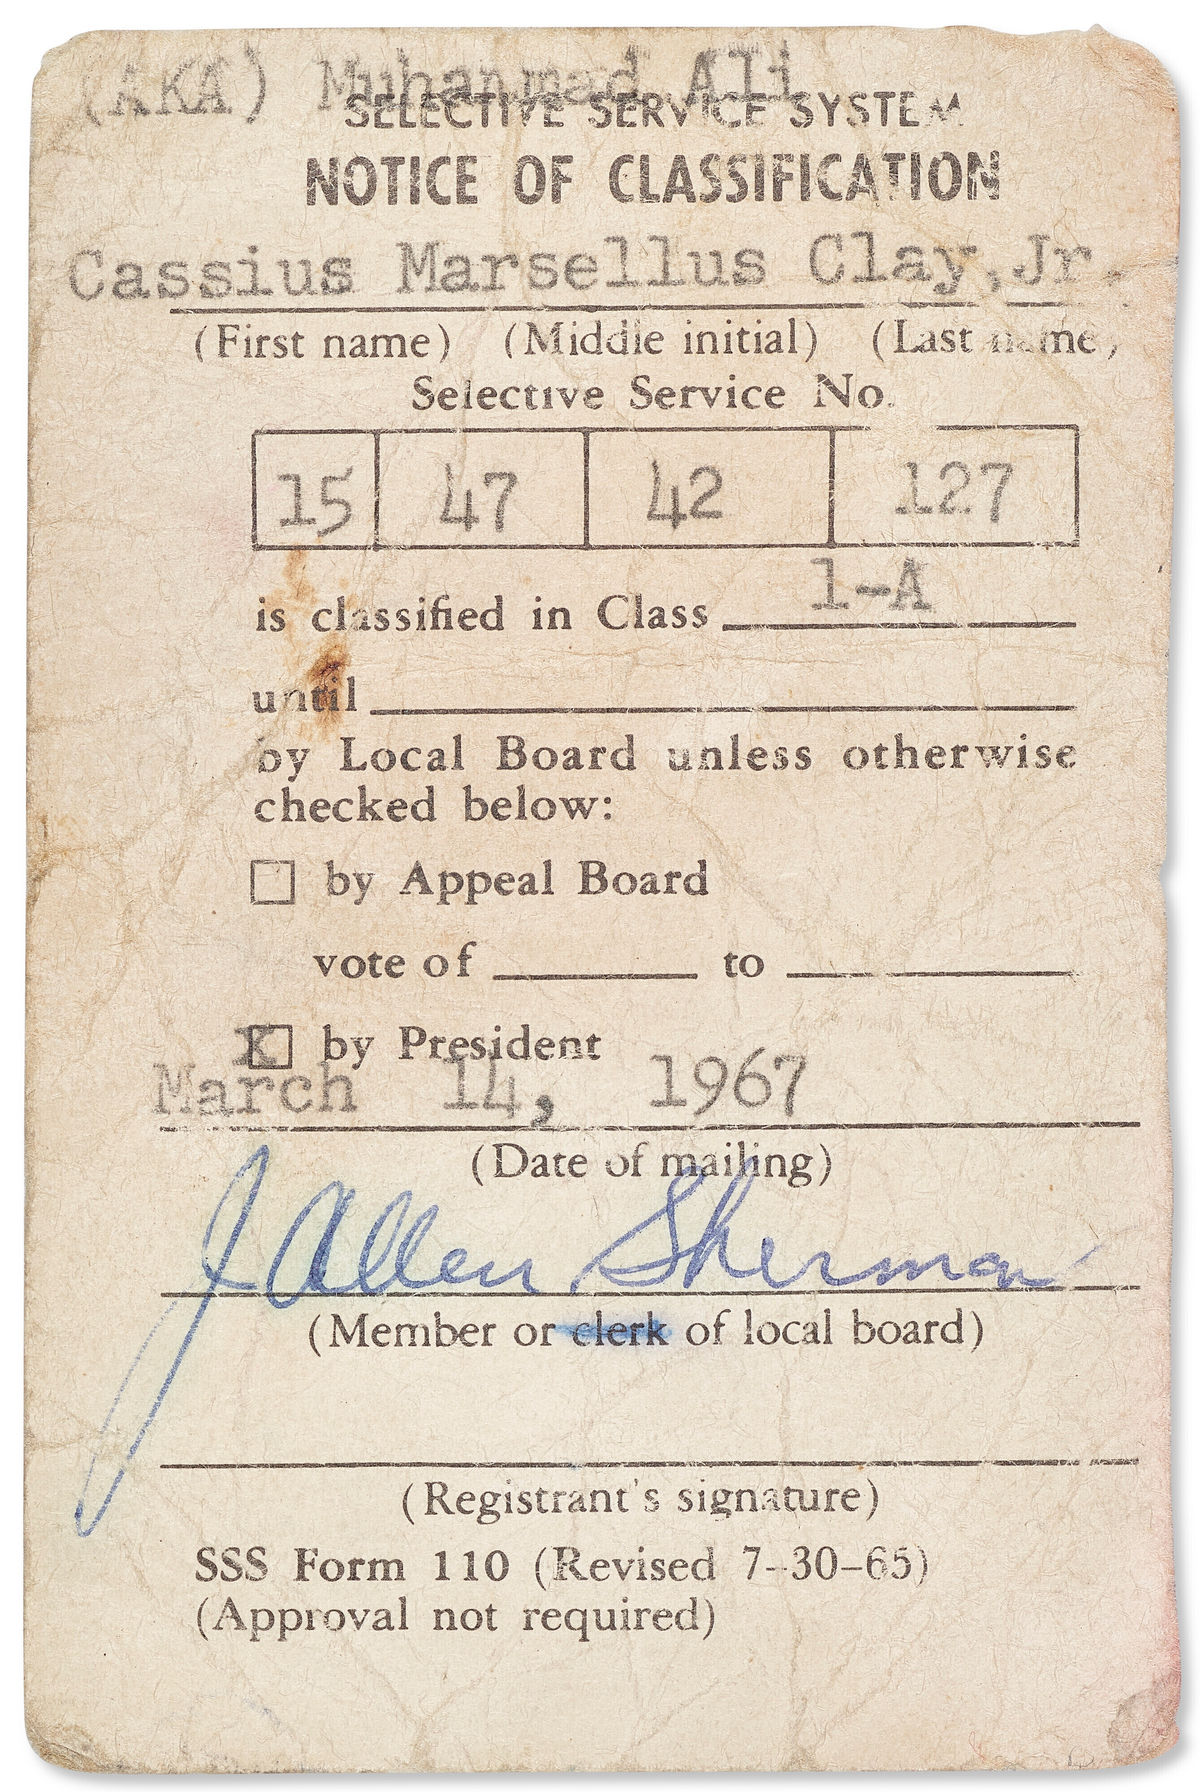 (AKA) Muhammad Ali
SELECTIVE SERVICE SYSTEM
NOTICE OF CLASSIFICATION
Cassius Marsellus Clay,Jr.
(First name) (Middle initial) (Last name)
Selective Service No.
15 47 42 127
is classified in Class 1-A
until
by Local Board unless otherwise
checked below:
by Appeal Board
vote of to
X by President
March 14, 1967
(Date of mailing)
J Allen Sherman
(Member or clerk of local board)
(Registrant's signature)
SSS Form 110 (Revised 7-30-65)
(Approval not required)